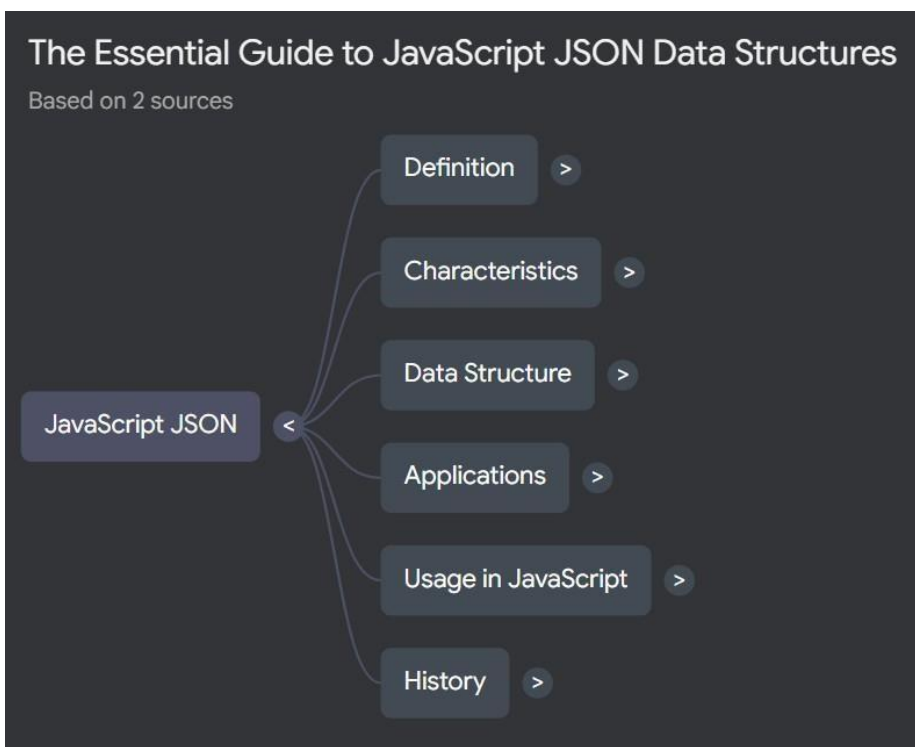 The Essential Guide to JavaScript JSON Data Structures
Based on 2 sources
Definition >
Characteristics >
Data Structure >
JavaScript JSON <
Applications >
Usage in JavaScript >
History >